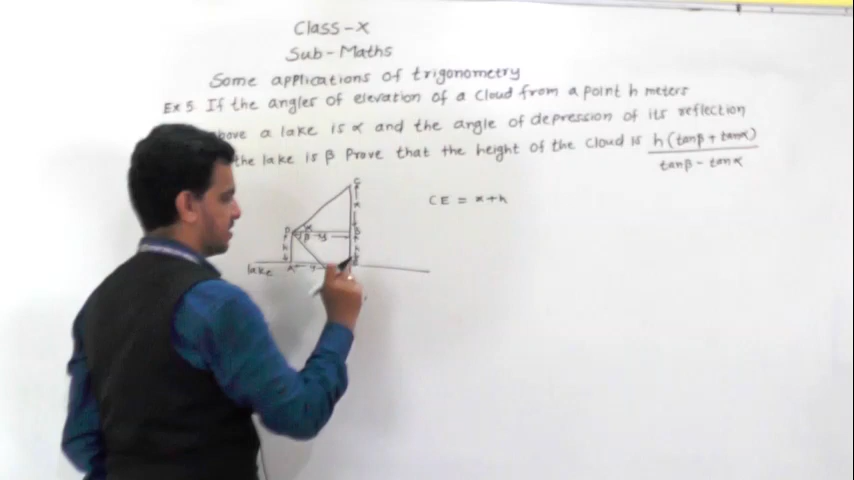 Class-X
Sub-Maths
Some applications of trigonometry
Ex 5. If the angles of elevation of a cloud from a point h meters
above a lake is α and the angle of depression of its reflection
the lake is β Prove that the height of the cloud is h(tanβ + tanα)
tanβ - tanα
C
x
CE = x+h
α
β
y
h
h
lake
A